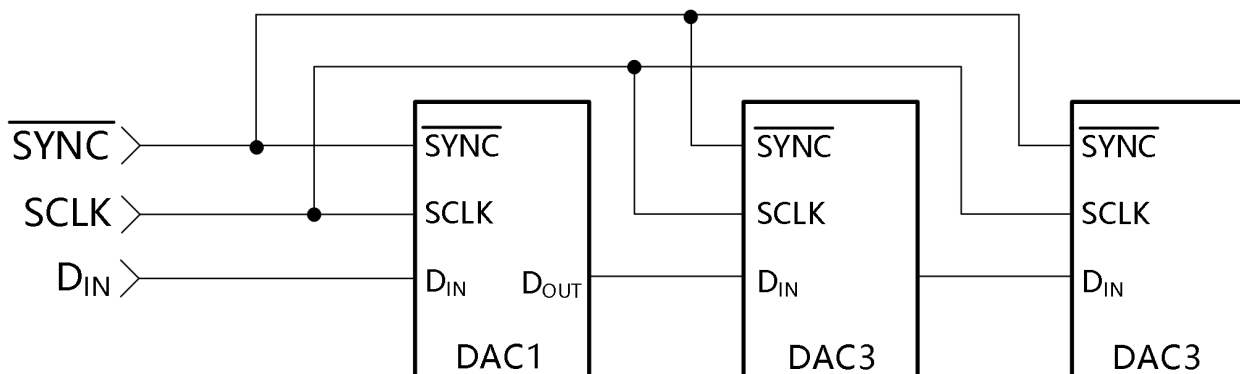 SYNC SYNC SYNC SYNC
SCLK SCLK SCLK SCLK
DIN DIN DOUT DIN DIN
DAC1 DAC3 DAC3